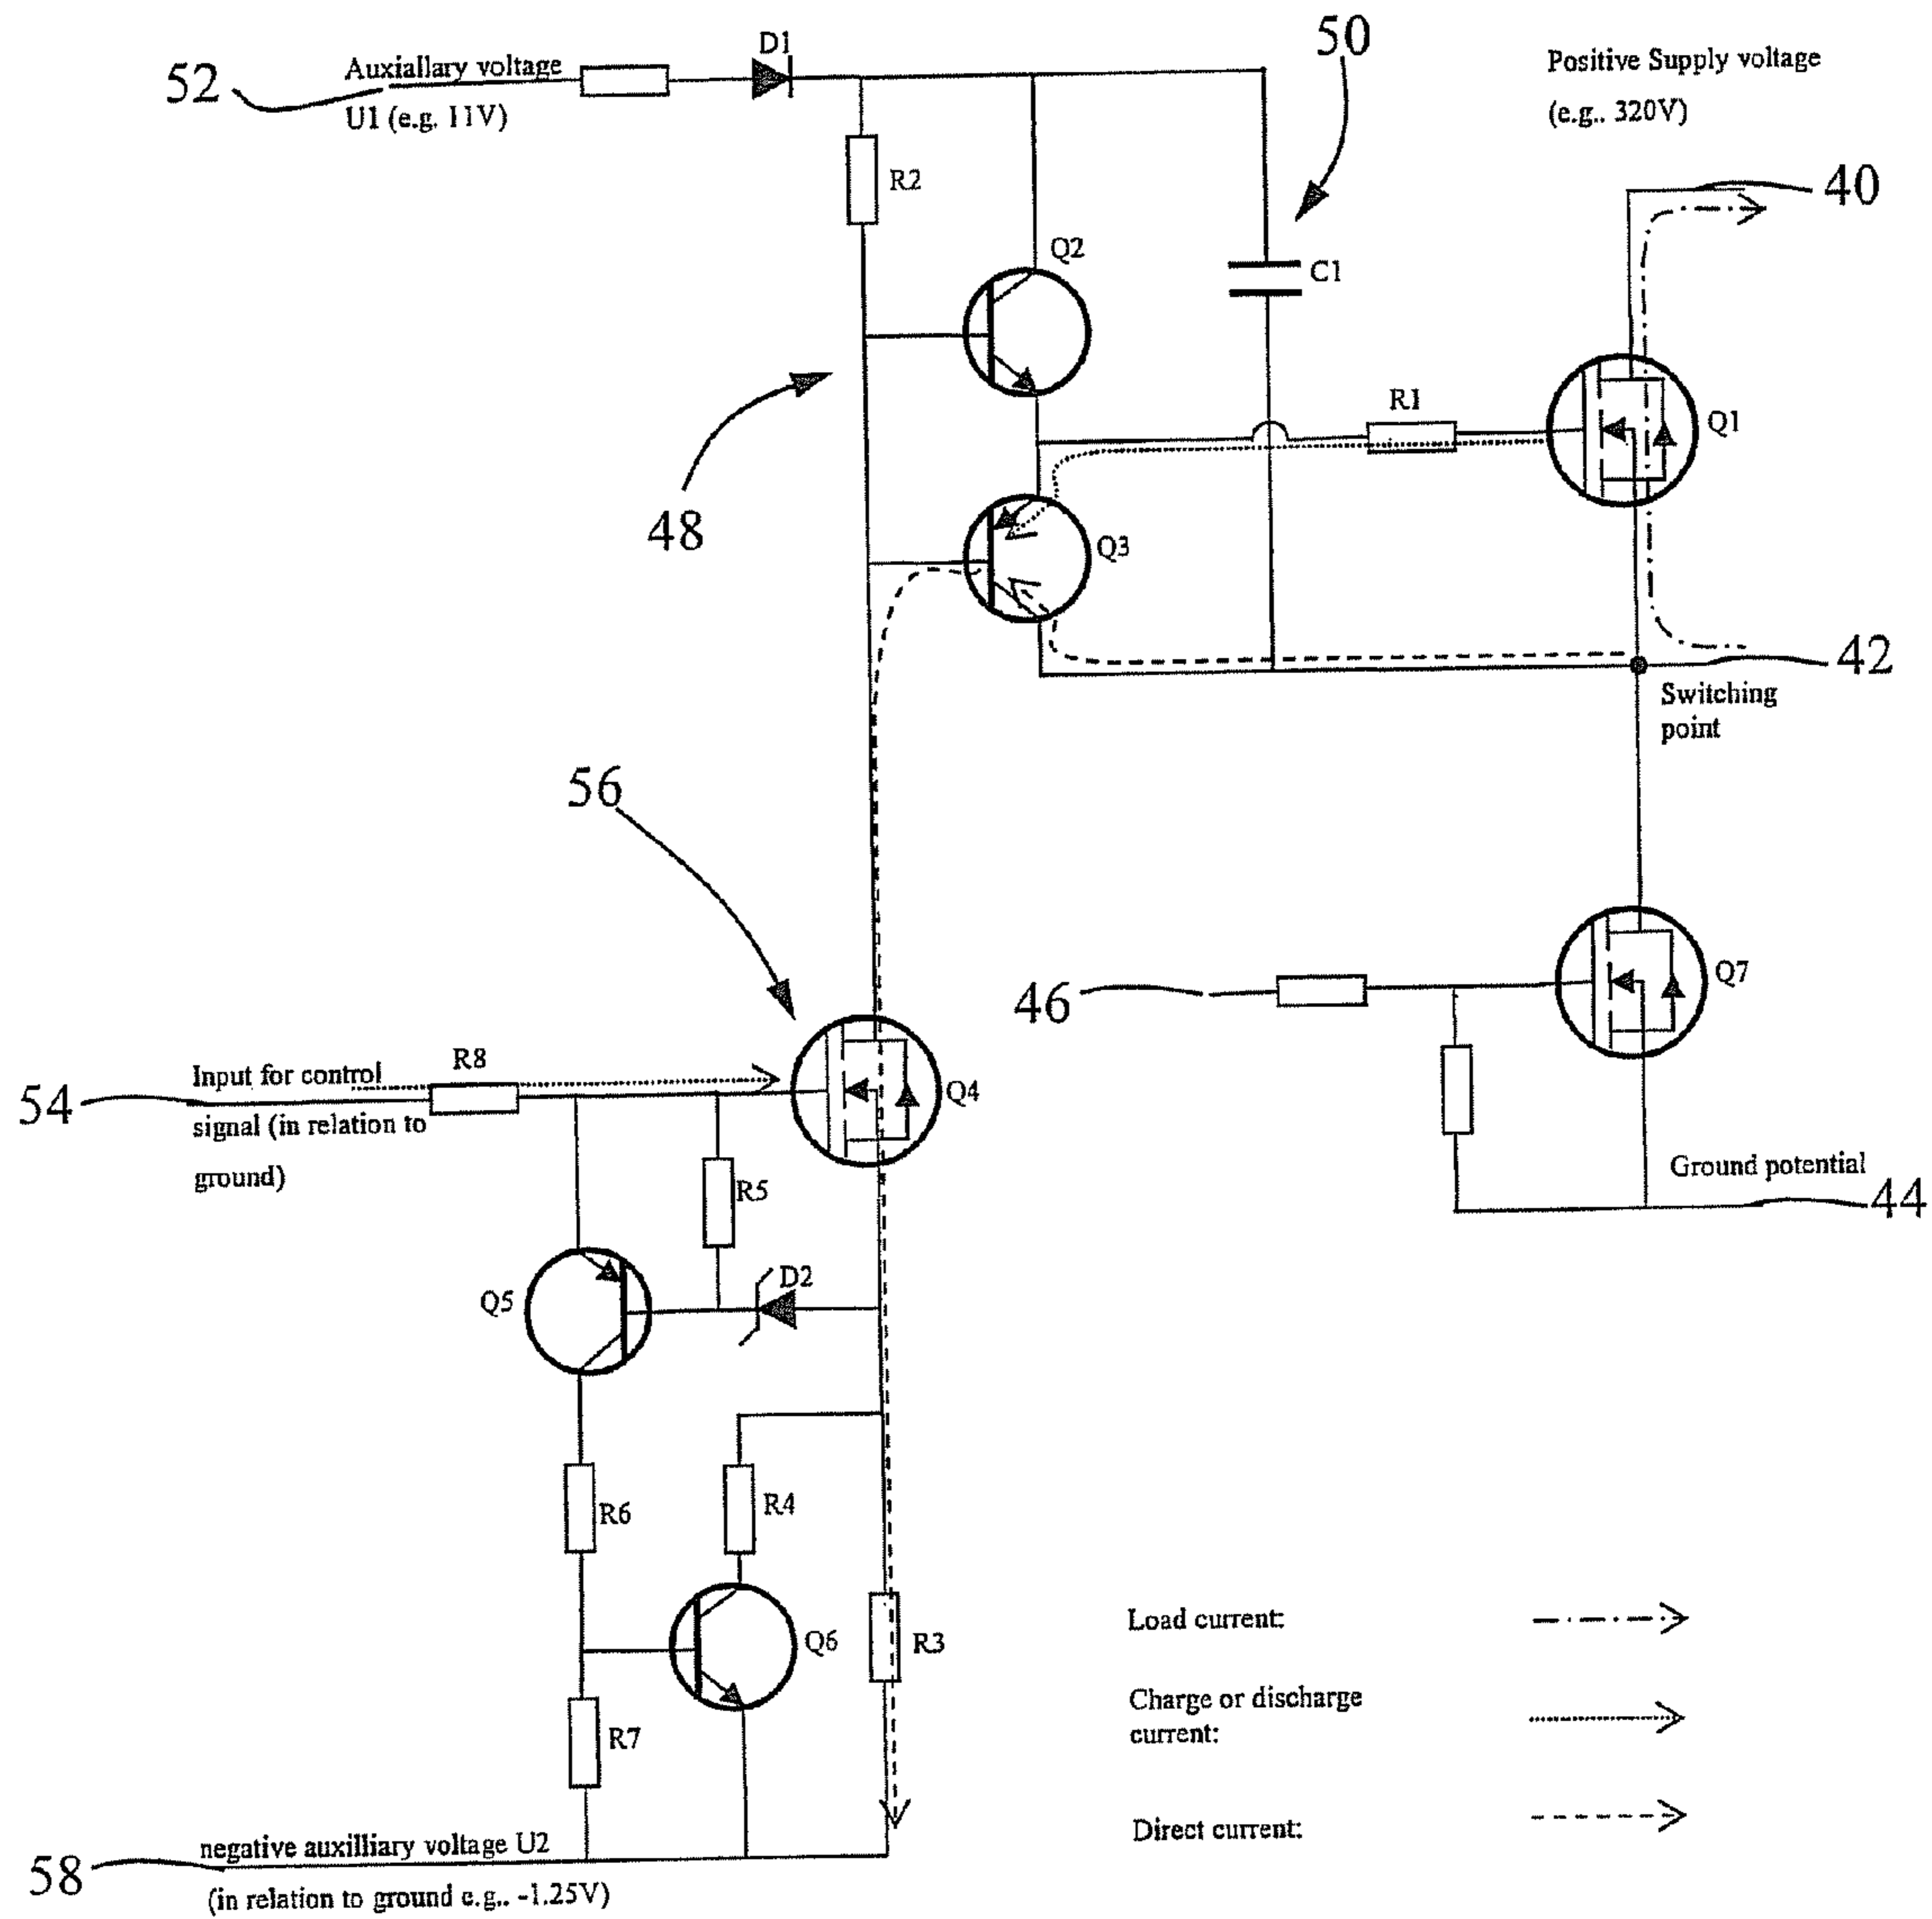 D1
50
Auxiallary voltage
U1 (e.g. 11V)
52
Positive Supply voltage
(e.g.. 320V)
R2
40
Q2
C1
R1
Q1
48
Q3
42
Switching
point
56
Q7
46
Input for control
signal (in relation to
ground)
R8
54
Q4
Ground potential
44
R5
D2
Q5
R6
R4
Load current:
Q6
R3
Charge or discharge
current:
R7
Direct current:
negative auxilliary voltage U2
(in relation to ground e.g.. -1.25V)
58